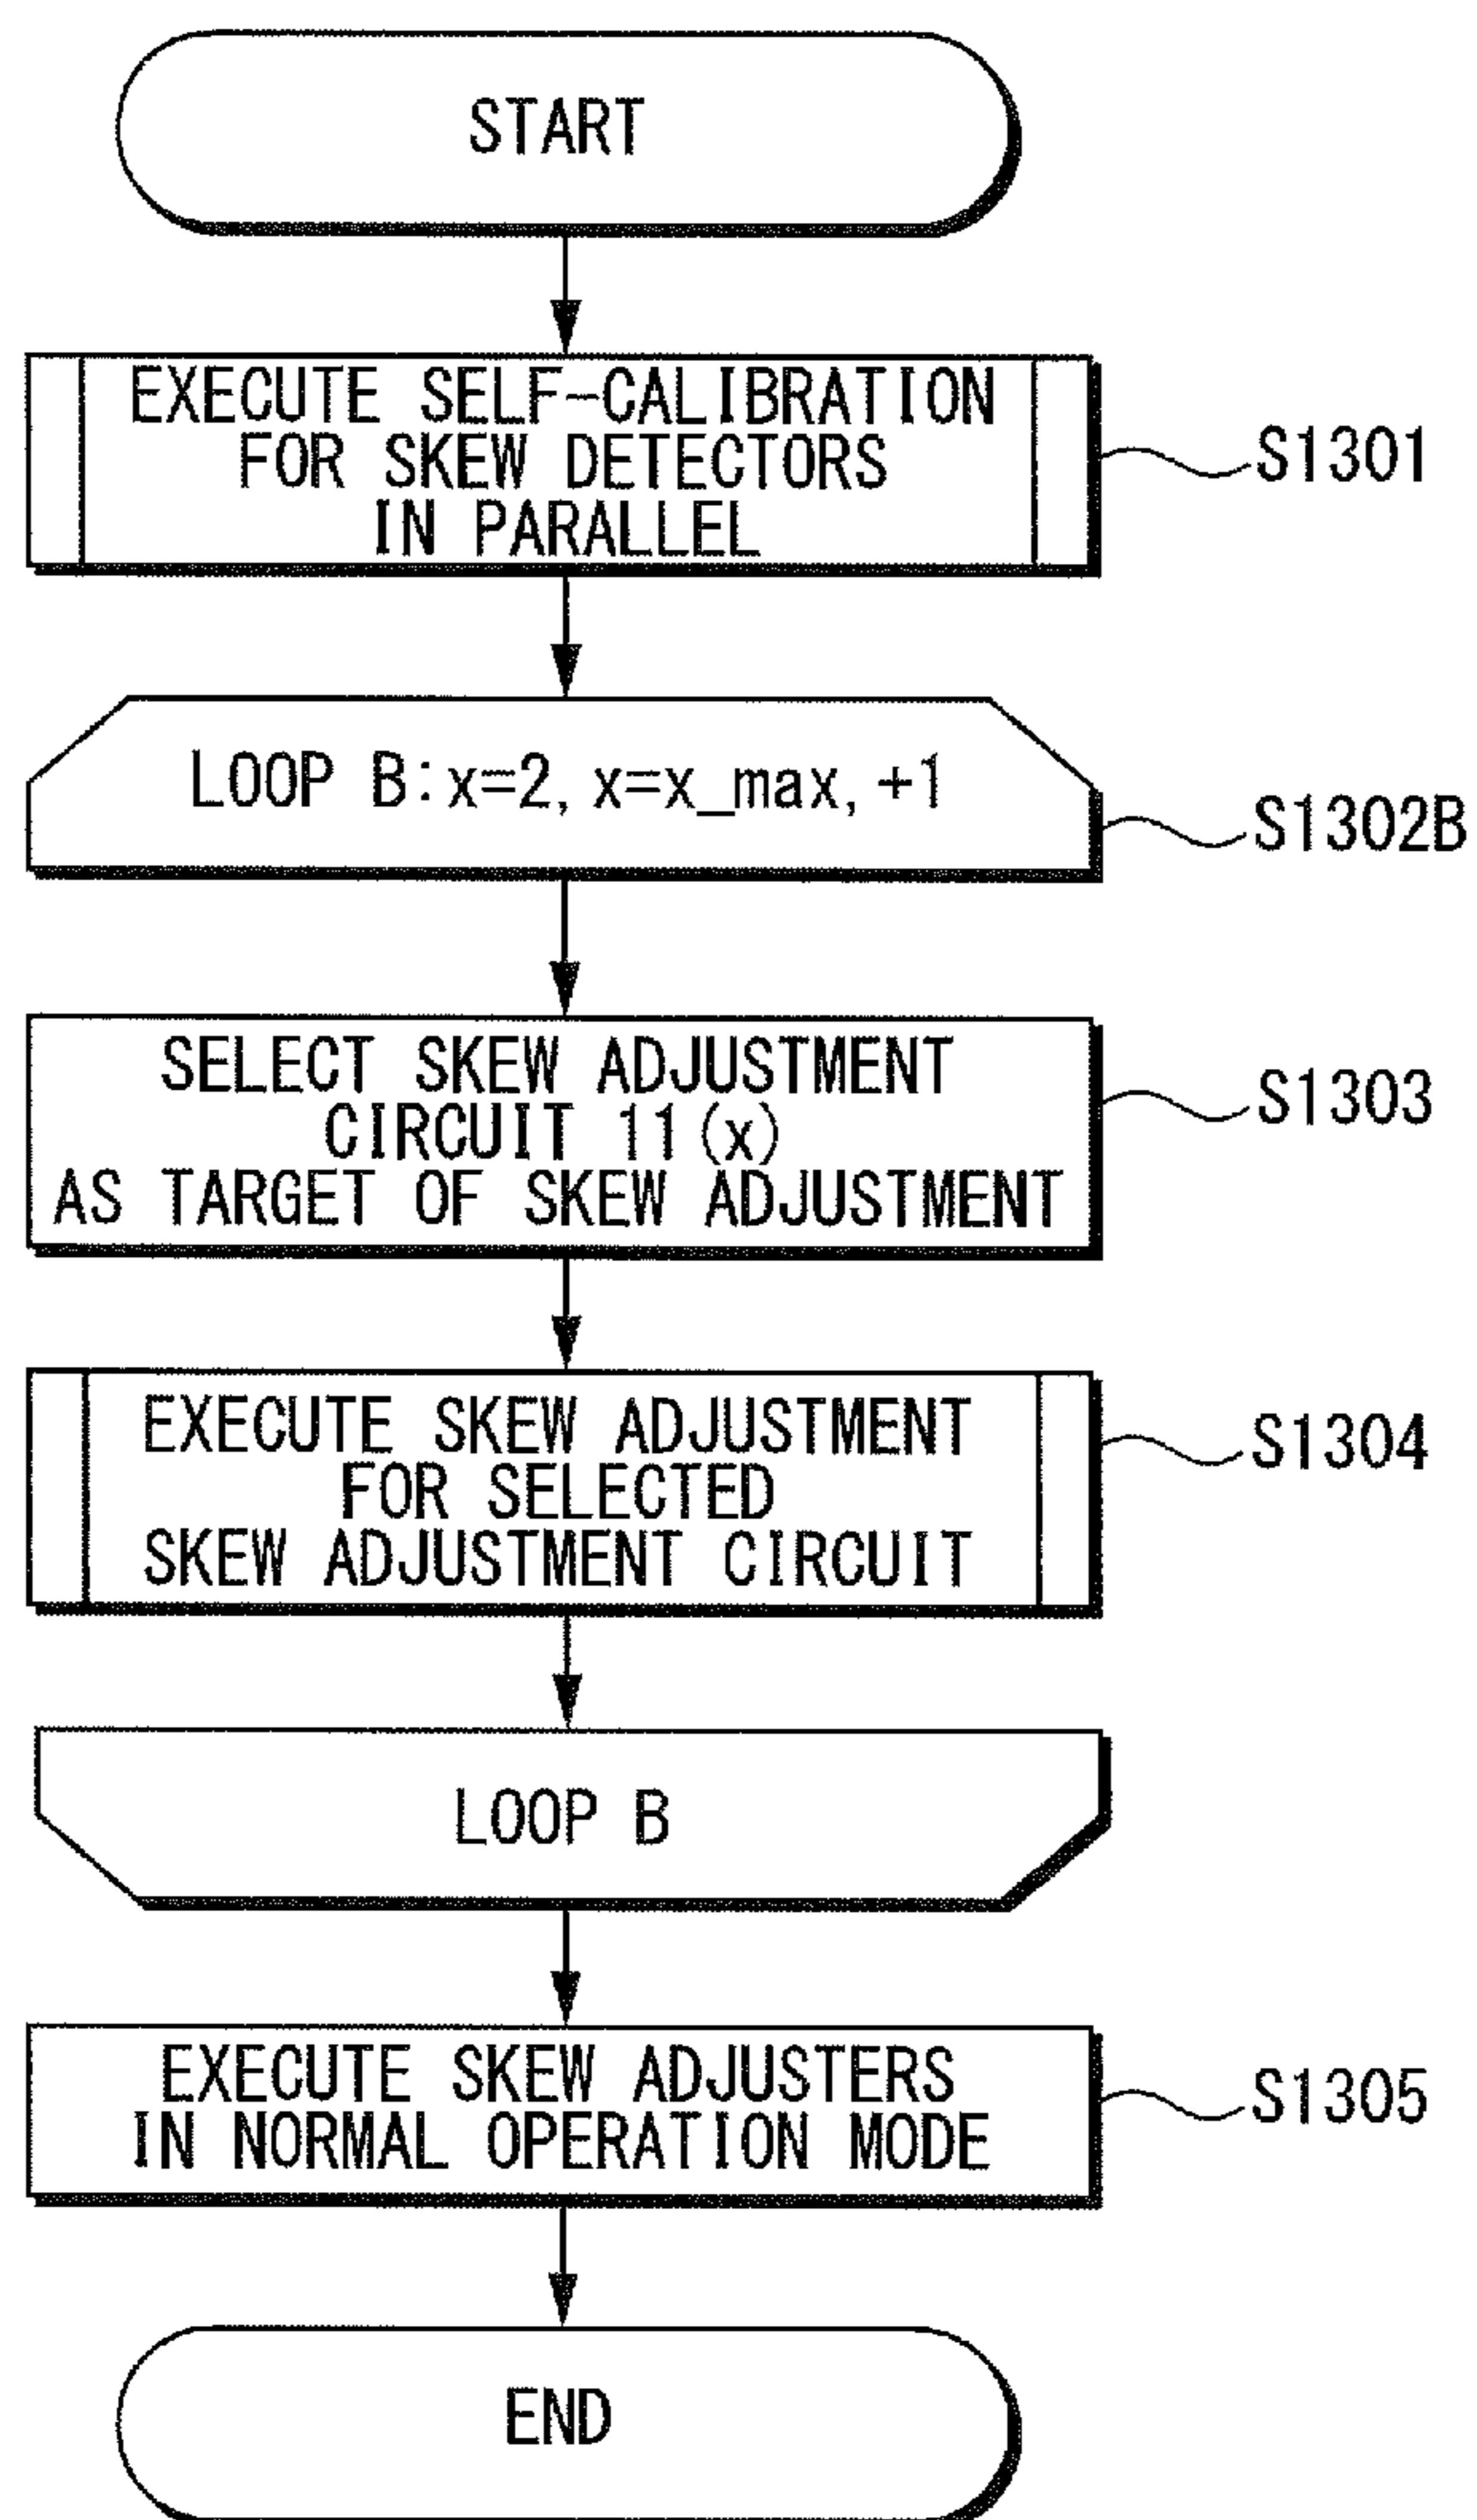 START
EXECUTE SELF-CALIBRATION
FOR SKEW DETECTORS
IN PARALLEL
S1301
LOOP B:x=2, x=x_max, +1
S1302B
SELECT SKEW ADJUSTMENT
CIRCUIT 11(x)
AS TARGET OF SKEW ADJUSTMENT
S1303
EXECUTE SKEW ADJUSTMENT
FOR SELECTED
SKEW ADJUSTMENT CIRCUIT
S1304
LOOP B
EXECUTE SKEW ADJUSTERS
IN NORMAL OPERATION MODE
S1305
END